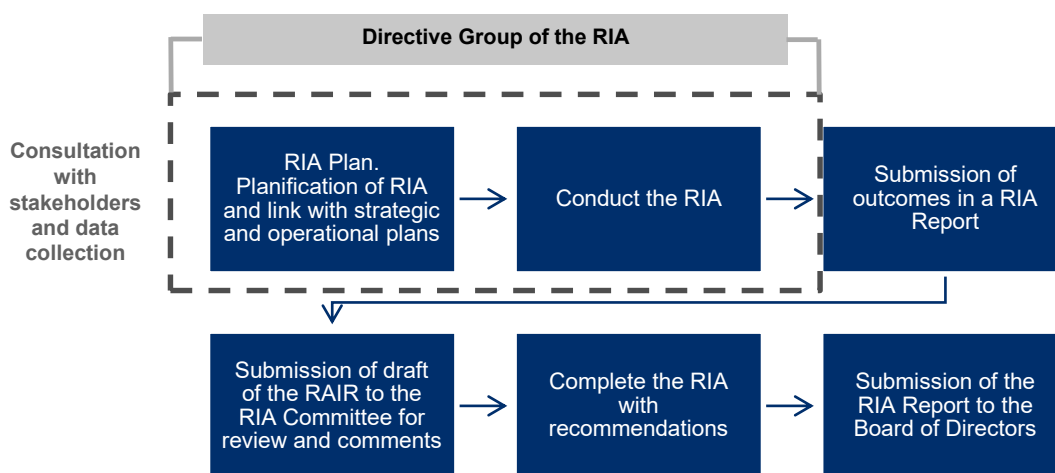 Directive Group of the RIA
Consultation
with
stakeholders
and data
collection
RIA Plan.
Planification of RIA
and link with strategic
and operational plans
Conduct the RIA
Submission of
outcomes in a RIA
Report
Submission of draft
of the RAIR to the
RIA Committee for
review and comments
Complete the RIA
with
recommendations
Submission of the
RIA Report to the
Board of Directors